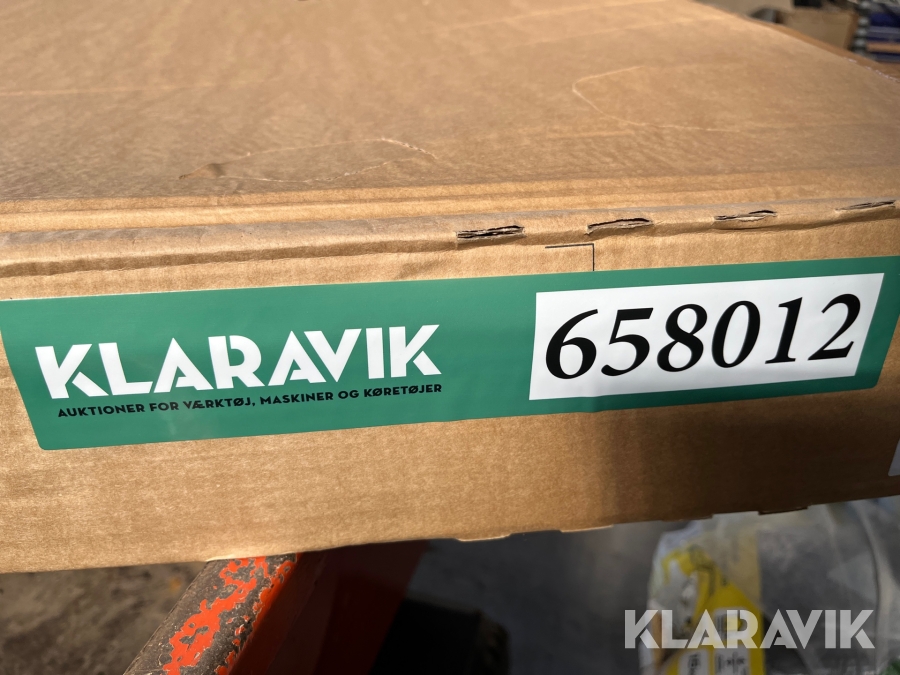 KLARAVIK
AUKTIONER FOR VÆRKTØJ, MASKINER OG KØRETØJER
658012
KLARAVIK